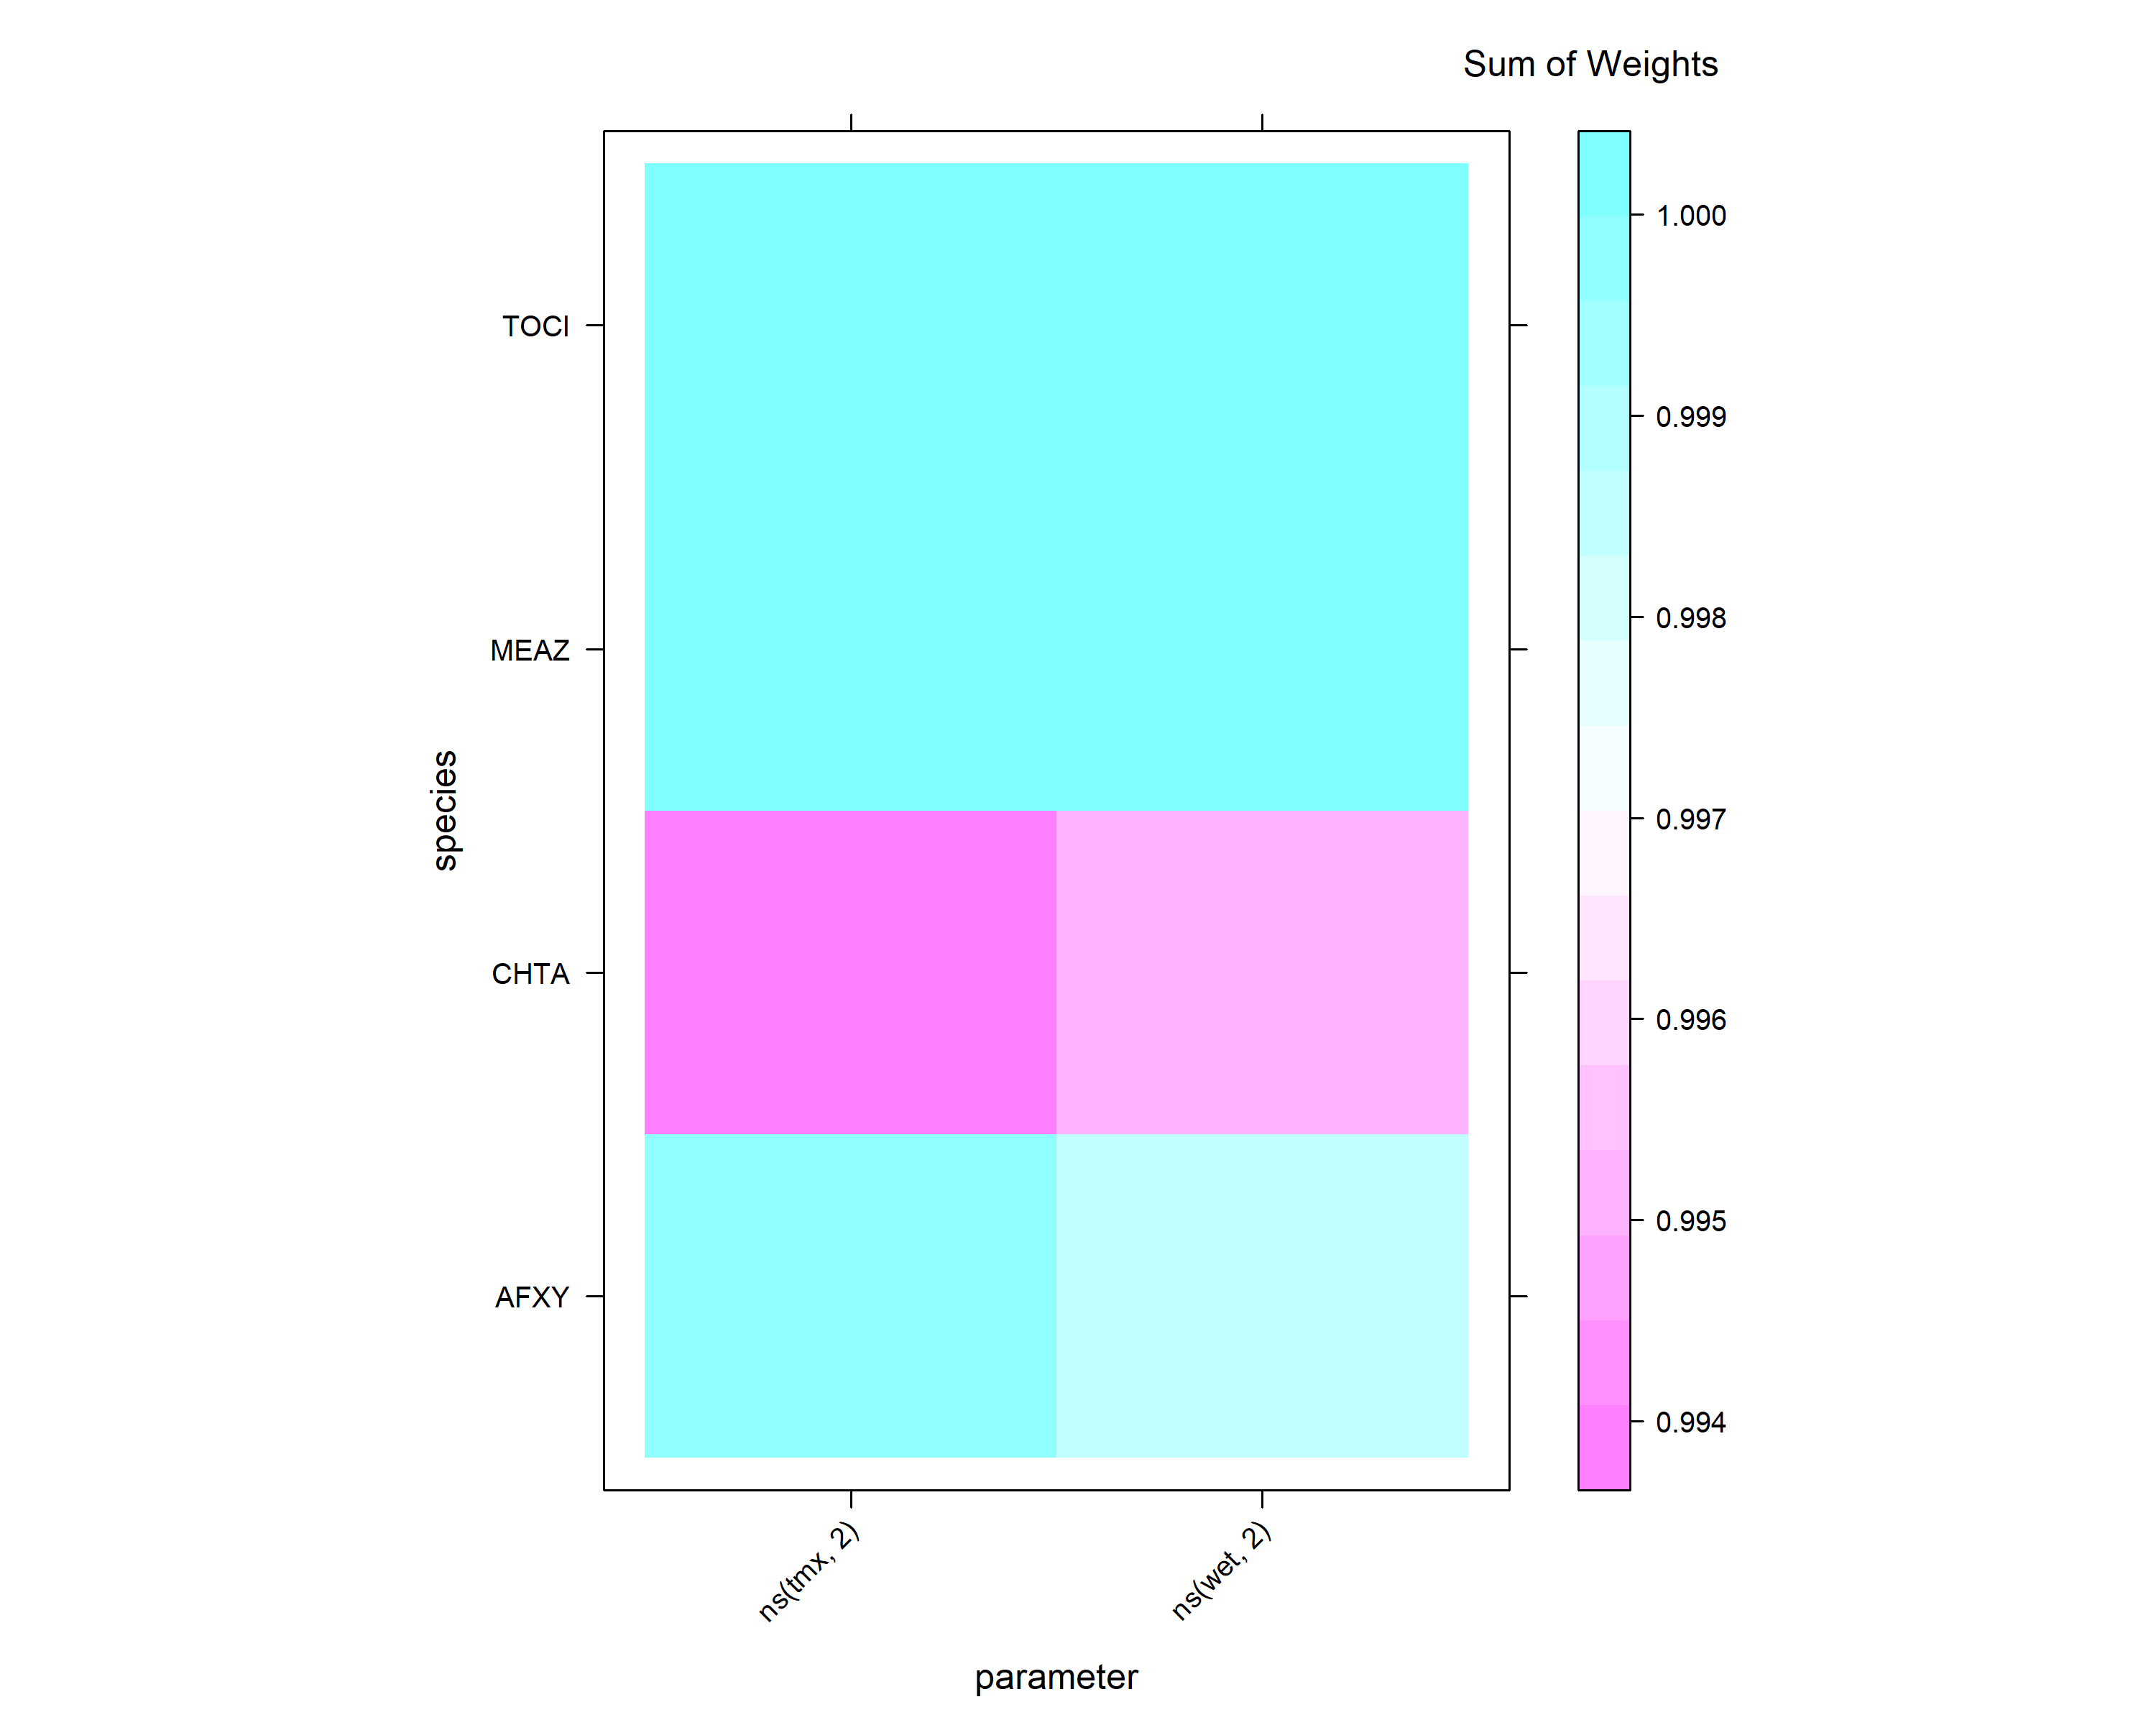 Sum of Weights
1.000
0.999
0.998
0.997
0.996
0.995
0.994
species
TOCI
MEAZ
CHTA
AFXY
ns(tmx, 2)
ns(wet, 2)
parameter